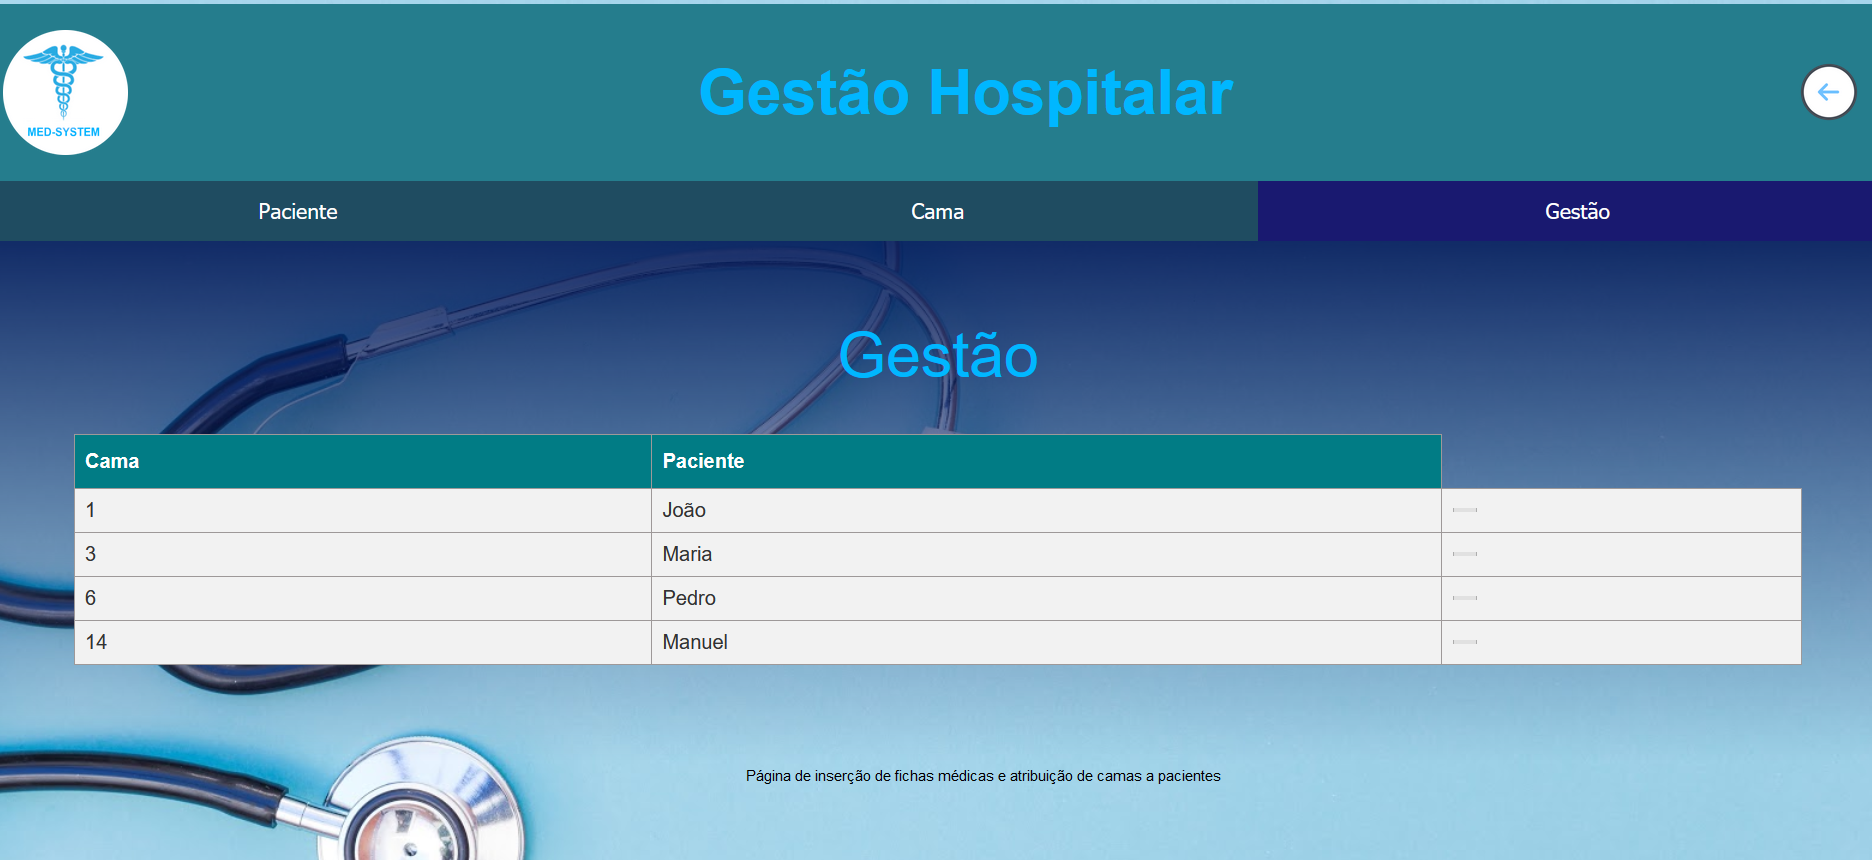 MED-SYSTEM
Gestão Hospitalar
Paciente
Cama
Gestão
Gestão
Cama Paciente
1 João
3 Maria
6 Pedro
14 Manuel
Página de inserção de fichas médicas e atribuição de camas a pacientes